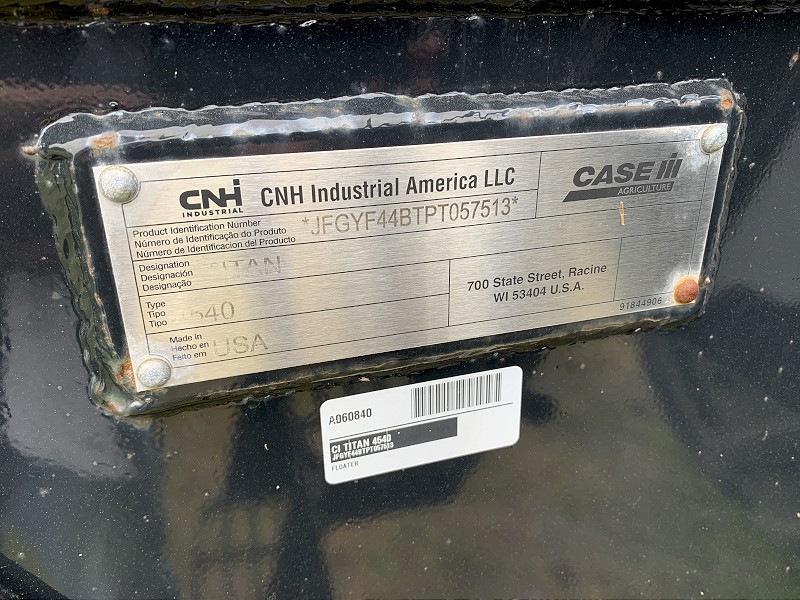 CNH
INDUSTRIAL
CNH Industrial America LLC
CASE IH
AGRICULTURE
Product Identification Number
Número de Identificação do Produto
Número de Identificacion del Producto
*JFGYF44BTPT057513*
Designation
Designación
Designação
TITAN
Type
Tipo
Tipo
4540
700 State Street, Racine
WI 53404 U.S.A.
Made in
Hecho en
Feito em
USA
91844906
A060840
CI TITAN 4540
JFGYF44BTPT057513
FLOATER